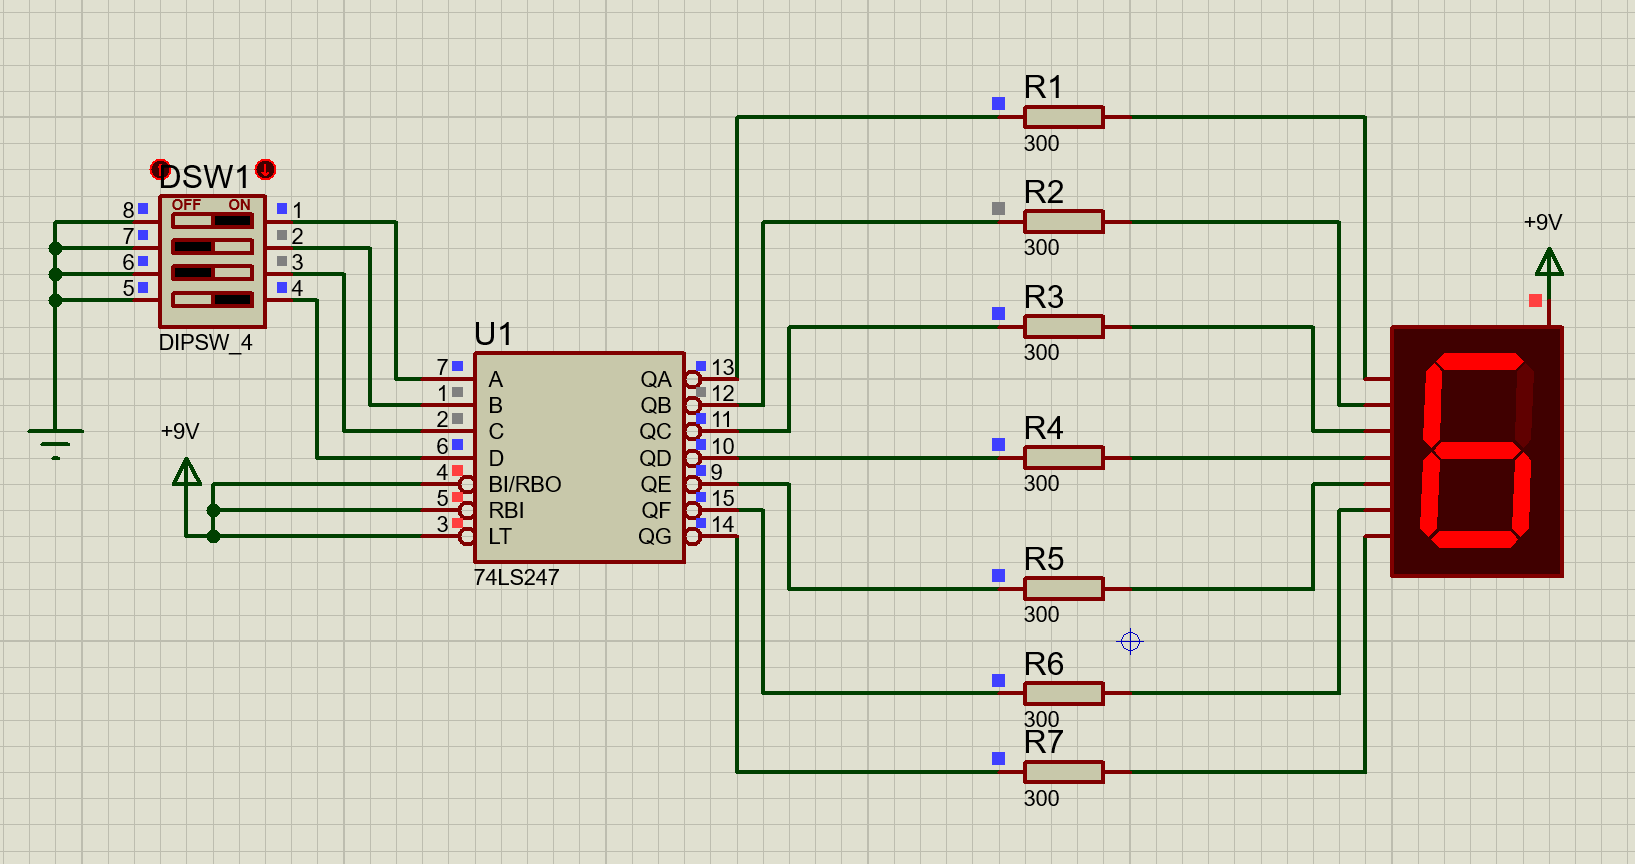 DSW1
OFF ON
8 1
7 2
6 3
5 4
DIPSW_4
+9V
U1
7 A QA 13
1 B QB 12
2 C QC 11
6 D QD 10
4 BI/RBO QE 9
5 RBI QF 15
3 LT QG 14
74LS247
R1
300
R2
300
R3
300
R4
300
R5
300
R6
300
R7
300
+9V
6